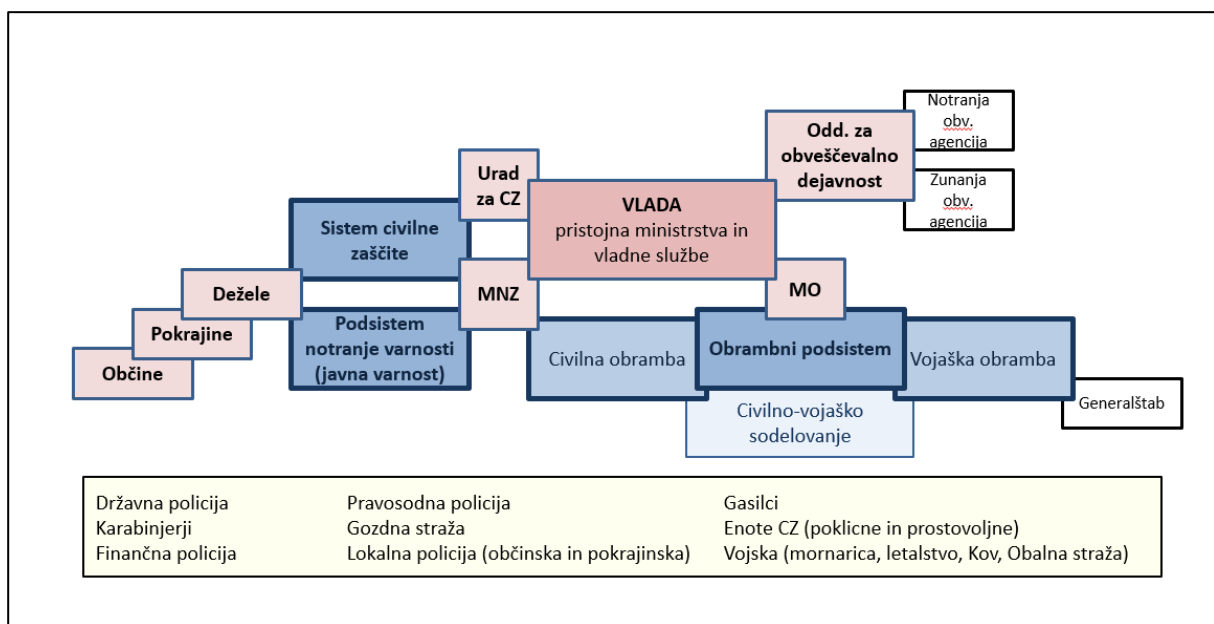 Notranja
obv.
agencija
Odd. za
obveščevalno
dejavnost
Urad
za CZ
Zunanja
obv.
agencija
VLADA
pristojna ministrstva in
vladne službe
Sistem civilne
zaščite
Dežele
MNZ
MO
Pokrajine
Podsistem
notranje varnosti
(javna varnost)
Civilna obramba
Obrambni podsistem
Vojaška obramba
Občine
Generalštab
Civilno-vojaško
sodelovanje
Državna policija
Karabinjerji
Finančna policija
Pravosodna policija
Gozdna straža
Lokalna policija (občinska in pokrajinska)
Gasilci
Enote CZ (poklicne in prostovoljne)
Vojska (mornarica, letalstvo, Kov, Obalna straža)